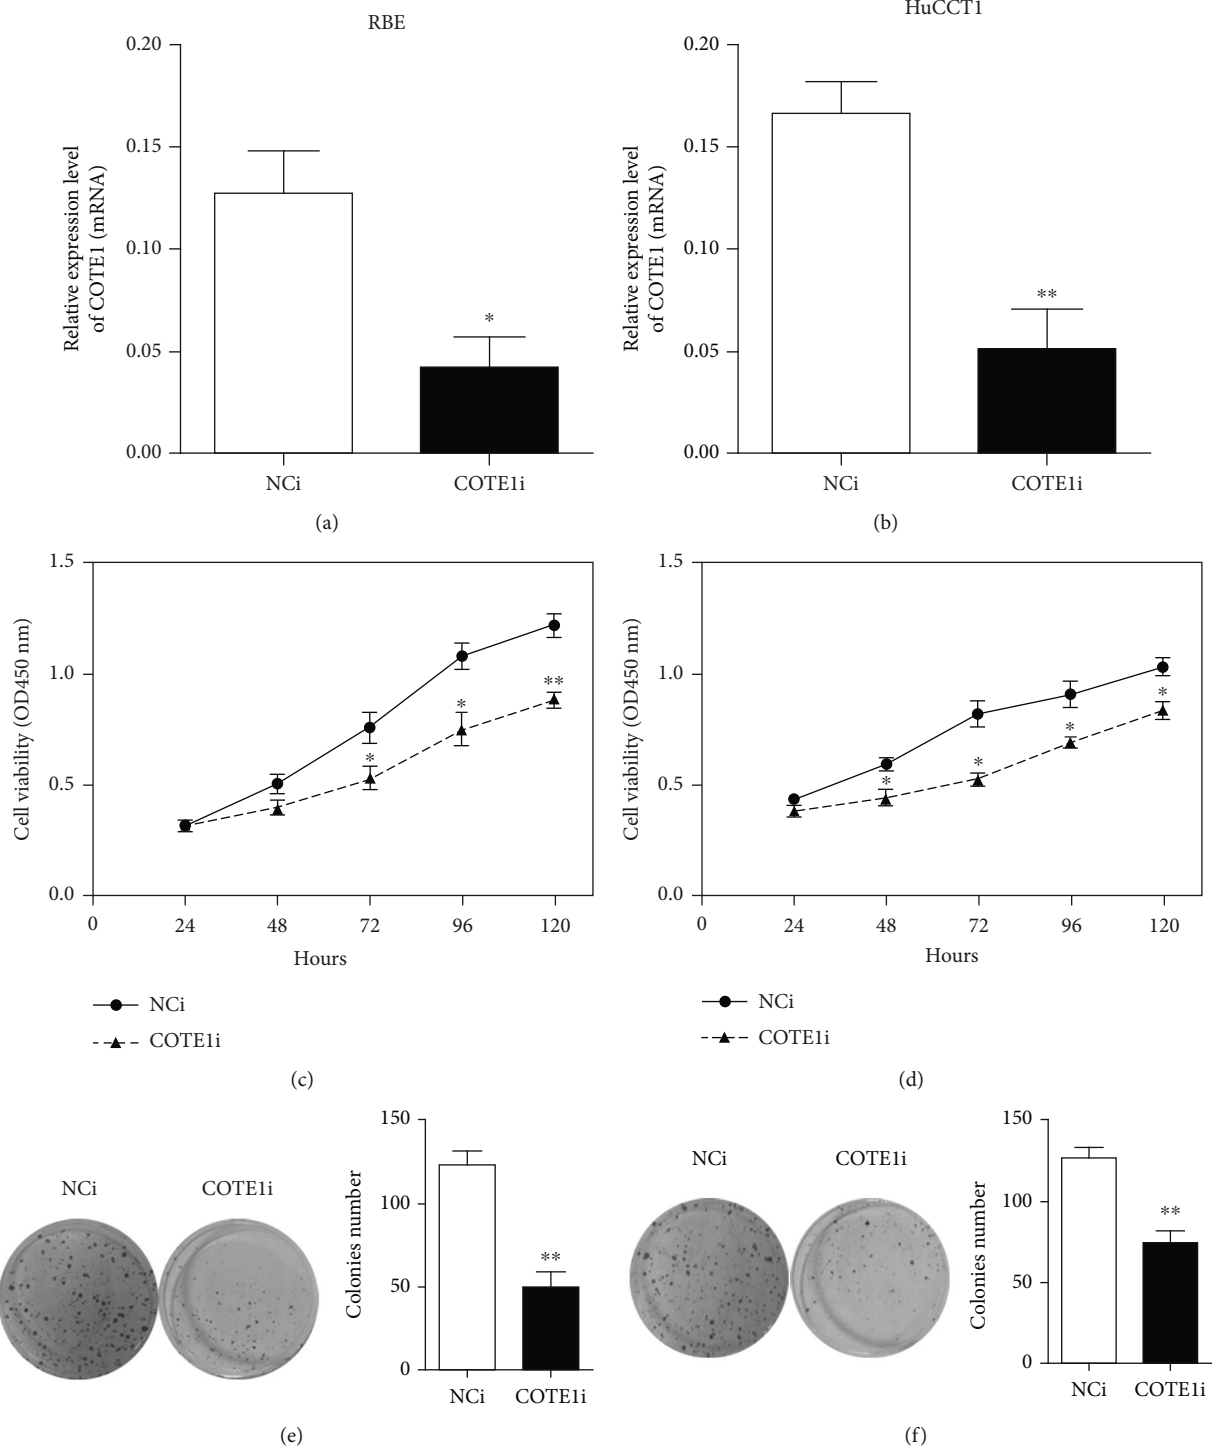 RBE
0.20
0.15
0.10
0.05
0.00
Relative expression level
of COTE1 (mRNA)
*
NCi
COTE1i
(a)
HuCCT1
0.20
0.15
0.10
0.05
0.00
Relative expression level
of COTE1 (mRNA)
**
NCi
COTE1i
(b)
1.5
1.0
0.5
0.0
Cell viability (OD450 nm)
*
*
**
0
24
48
72
96
120
Hours
NCi
COTE1i
(c)
1.5
1.0
0.5
0.0
Cell viability (OD450 nm)
*
*
*
*
0
24
48
72
96
120
Hours
NCi
COTE1i
(d)
NCi
COTE1i
150
100
50
0
Colonies number
**
NCi
COTE1i
(e)
NCi
COTE1i
150
100
50
0
Colonies number
**
NCi
COTE1i
(f)